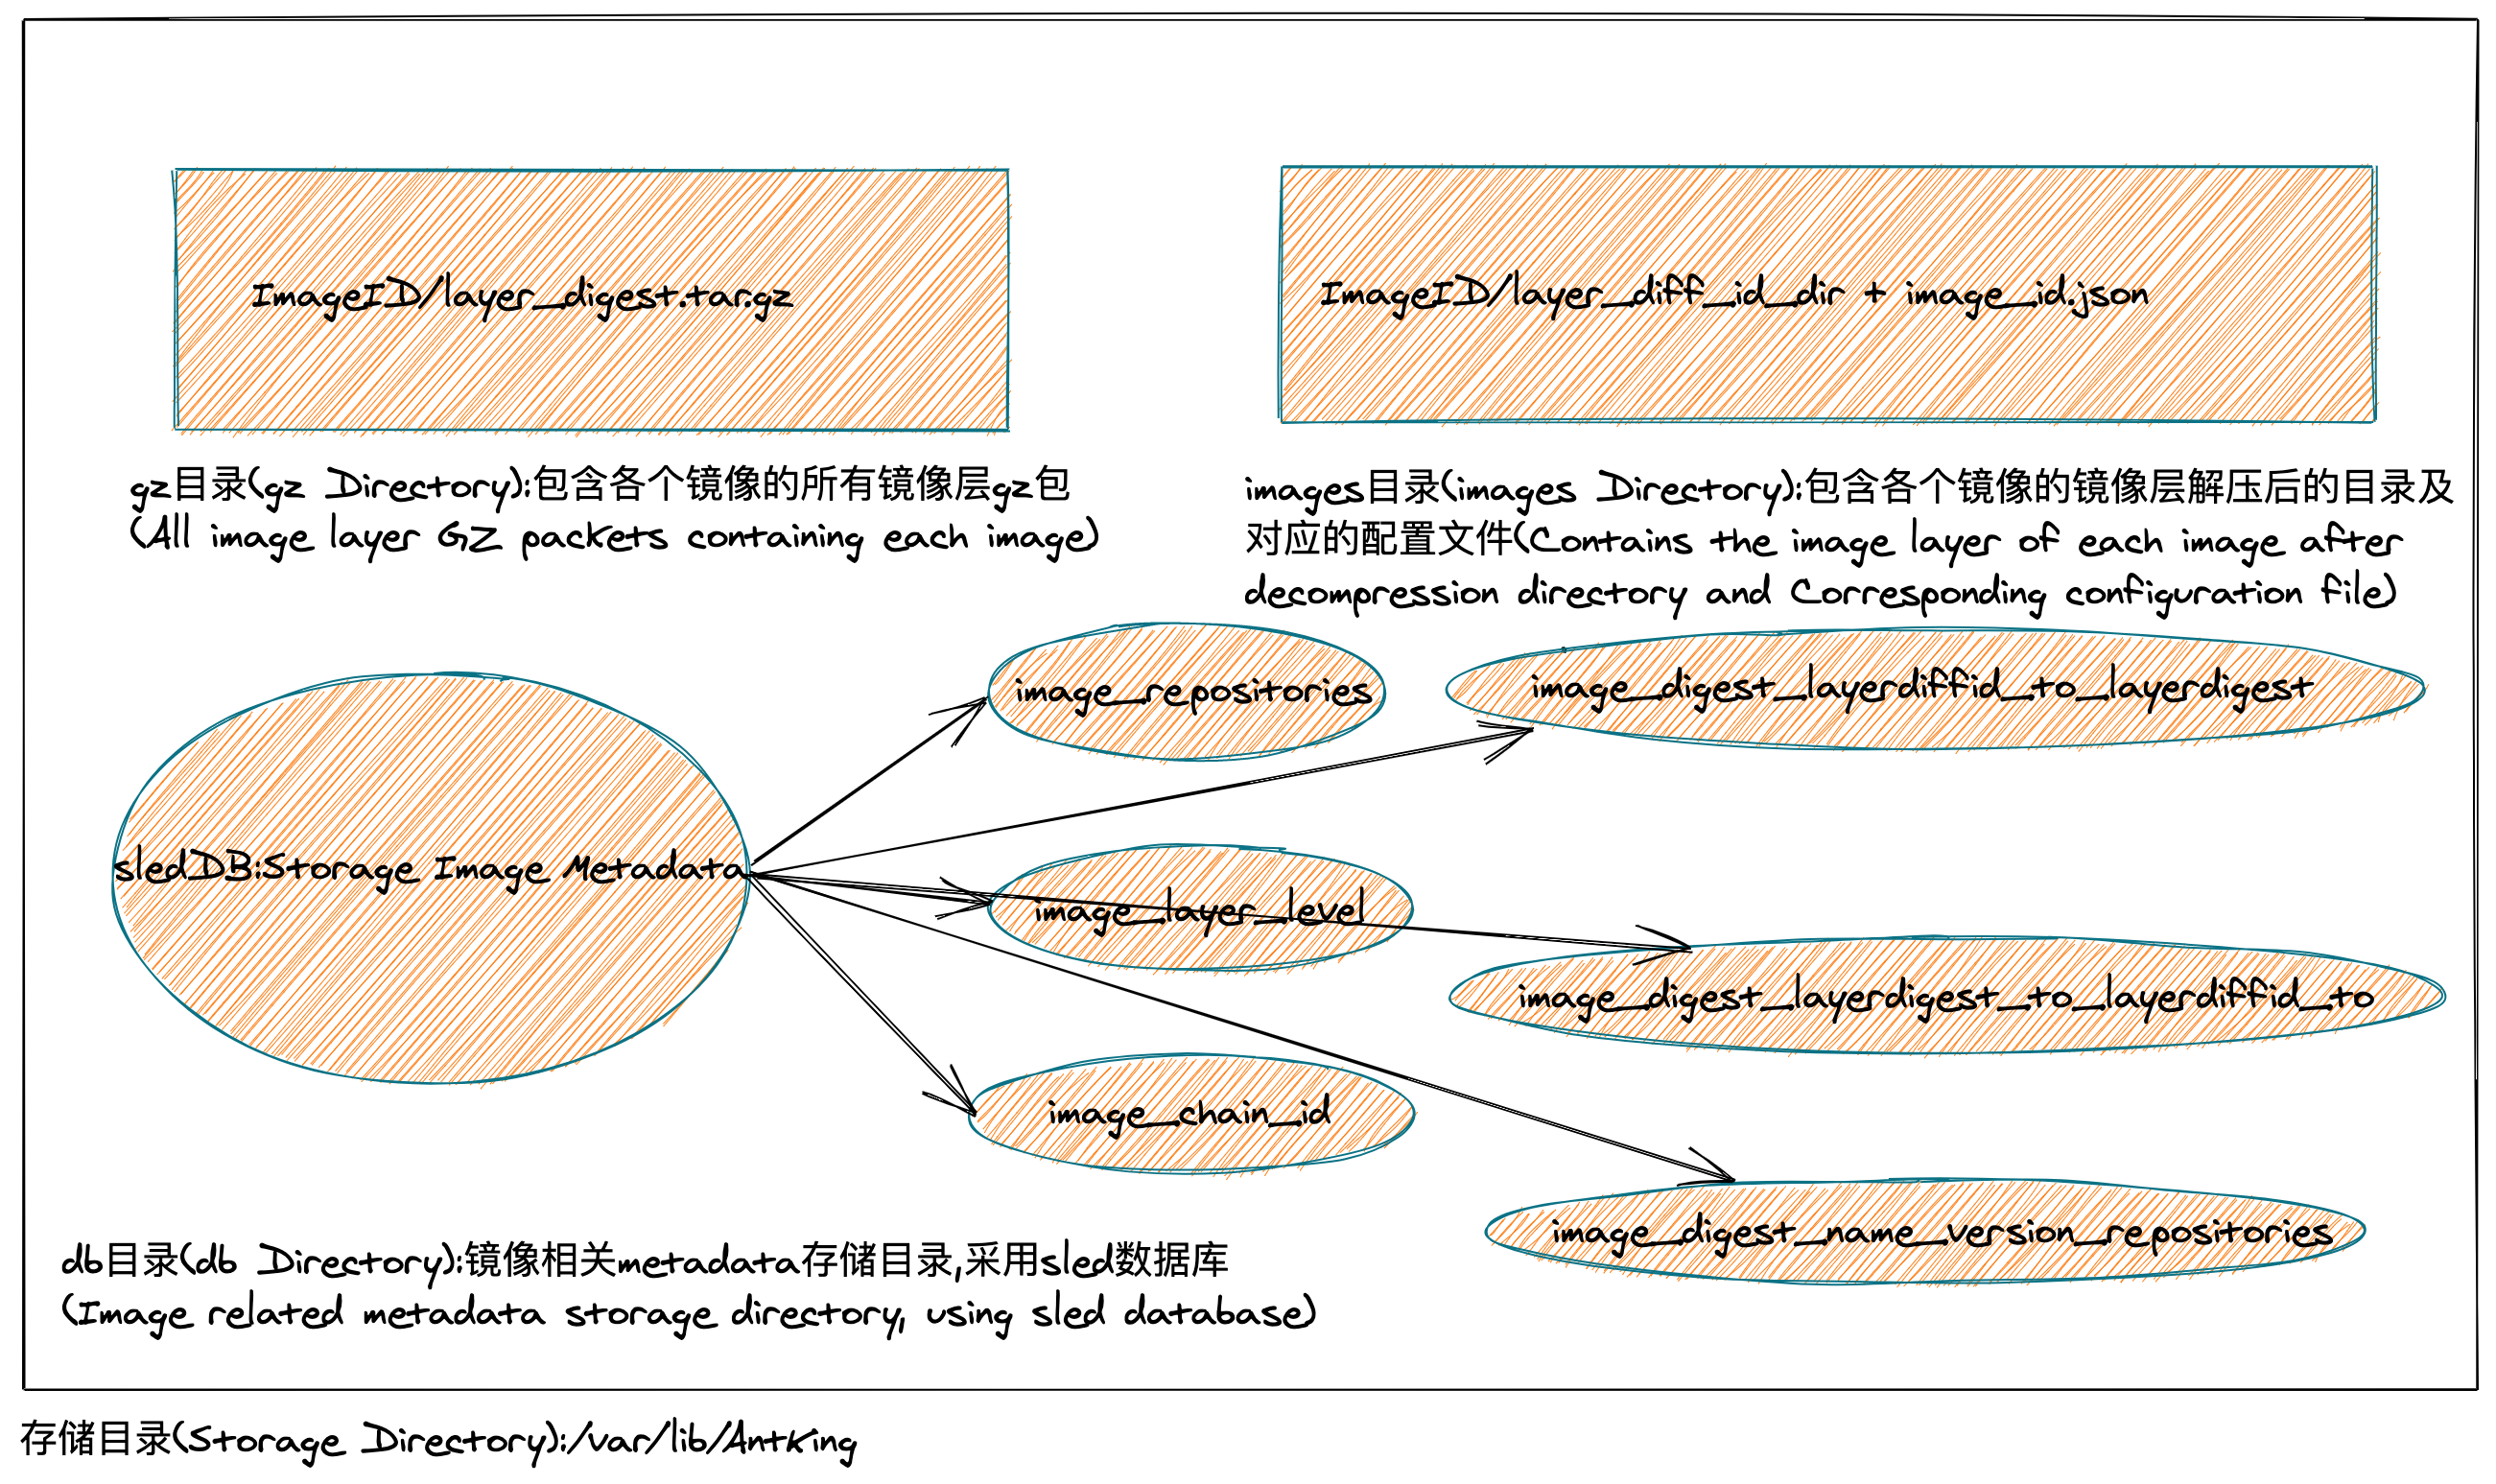 ImageID/layer_digest.tar.gz
ImageID/layer_diff_id_dir + image_id.json
gz目录(gz Directory):包含各个镜像的所有镜像层gz包
(All image layer GZ packets containing each image)
images目录(images Directory):包含各个镜像的镜像层解压后的目录及
对应的配置文件(Contains the image layer of each image after
decompression directory and Corresponding configuration file)
image_repositories
image_digest_layerdiffid_to_layerdigest
sledDB:Storage Image Metadata
image_layer_level
image_digest_layerdigest_to_layerdiffid_to
image_chain_id
image_digest_name_version_repositories
db目录(db Directory):镜像相关metadata存储目录,采用sled数据库
(Image related metadata storage directory, using sled database)
存储目录(Storage Directory):/var/lib/AntKing